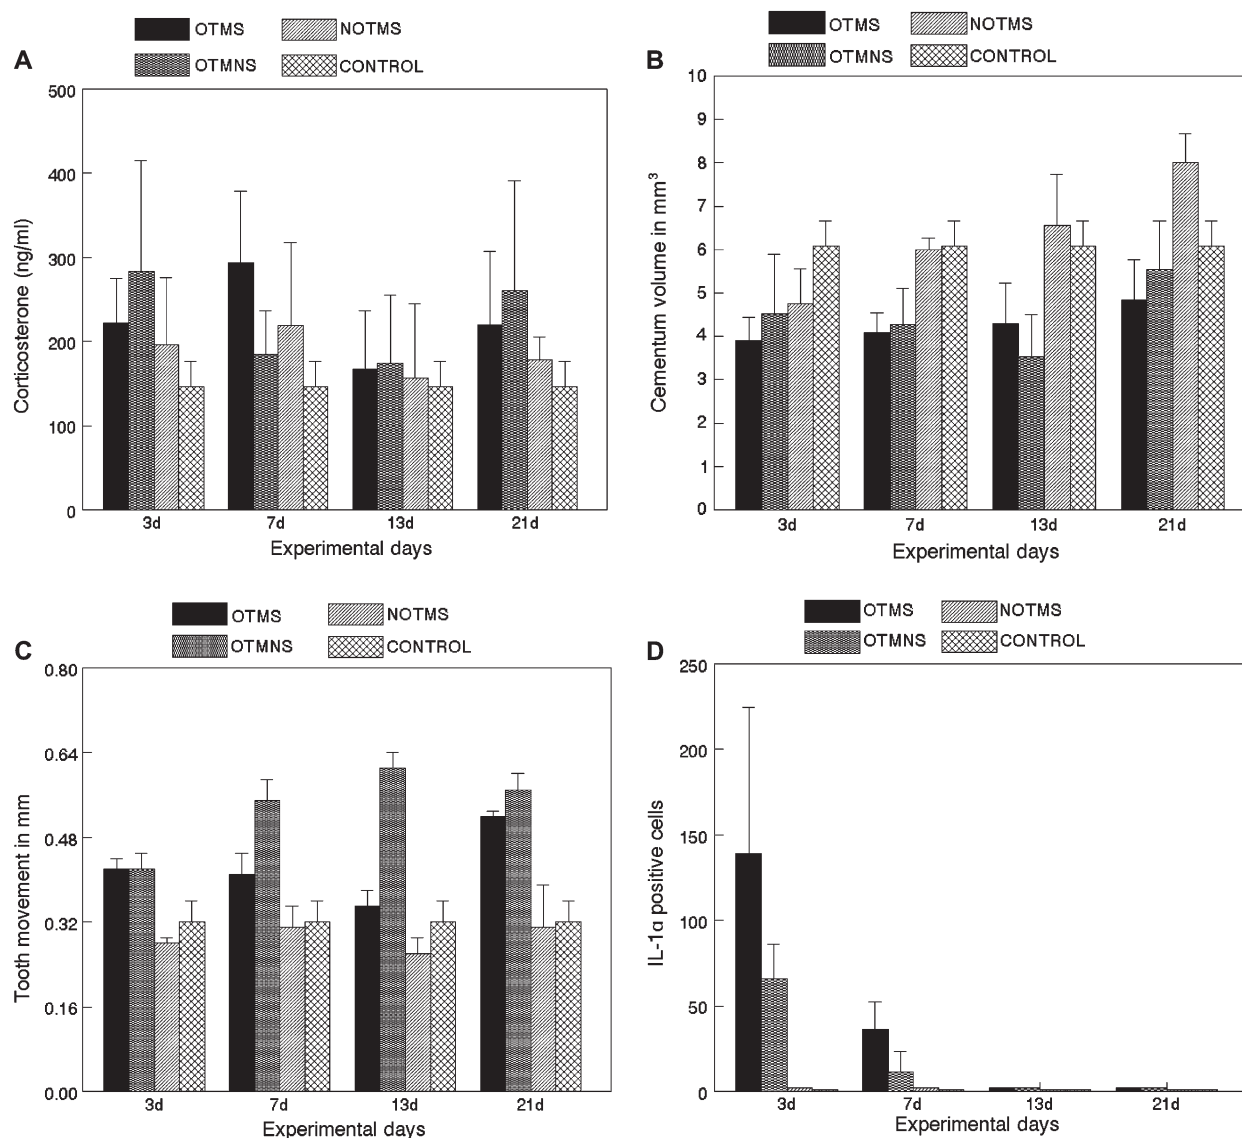 OTMS NOTMS
OTMNS CONTROL
A
500
400
300
200
100
0
Corticosterone (ng/ml)
3d 7d 13d 21d
Experimental days
OTMS NOTMS
OTMNS CONTROL
B
10
9
8
7
6
5
4
3
2
1
0
Cementum volume in mm³
3d 7d 13d 21d
Experimental days
OTMS NOTMS
OTMNS CONTROL
C
0.80
0.64
0.48
0.32
0.16
0.00
Tooth movement in mm
3d 7d 13d 21d
Experimental days
OTMS NOTMS
OTMNS CONTROL
D
250
200
150
100
50
0
IL-1α positive cells
3d 7d 13d 21d
Experimental days